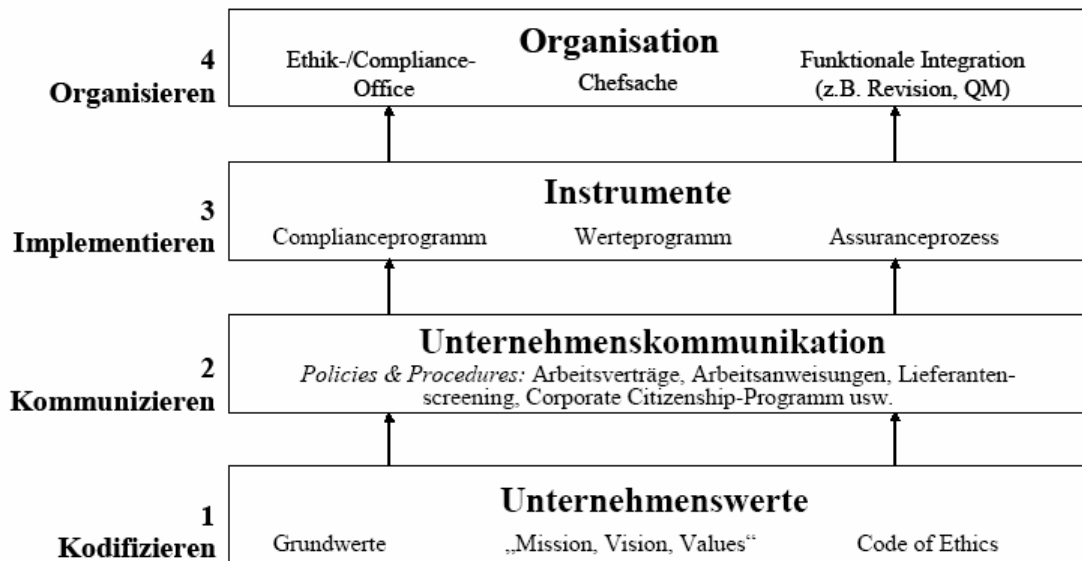 4
Organisieren
Organisation
Ethik-/Compliance-
Office
Chefsache
Funktionale Integration
(z.B. Revision, QM)
3
Implementieren
Instrumente
Complianceprogramm
Werteprogramm
Assuranceprozess
2
Kommunizieren
Unternehmenskommunikation
Policies & Procedures: Arbeitsverträge, Arbeitsanweisungen, Lieferanten-
screening, Corporate Citizenship-Programm usw.
1
Kodifizieren
Unternehmenswerte
Grundwerte
„Mission, Vision, Values“
Code of Ethics